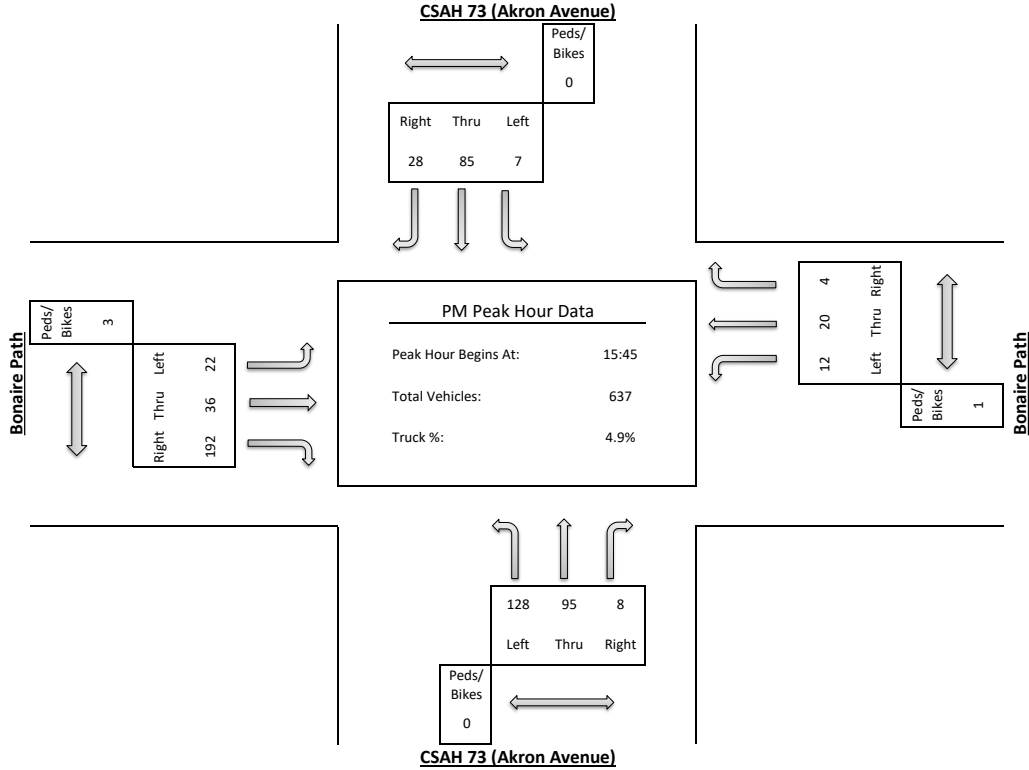 CSAH 73 (Akron Avenue)
Peds/
Bikes
0
Right Thru Left
28 85 7
Peds/
Bikes
3
Left 22
Thru 36
Right 192
Bonaire Path
PM Peak Hour Data
Peak Hour Begins At: 15:45
Total Vehicles: 637
Truck %: 4.9%
4 Right
20 Thru
12 Left
Peds/
Bikes
1
Bonaire Path
128 95 8
Left Thru Right
Peds/
Bikes
0
CSAH 73 (Akron Avenue)